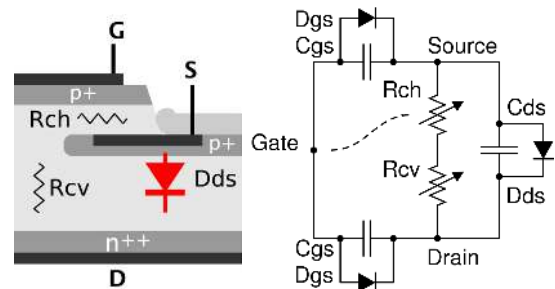 G
S
p+
Rch
p+
Rcv
Dds
n++
D
Dgs
Cgs
Source
Rch
Cds
Gate
Rcv
Dds
Cgs
Drain
Dgs